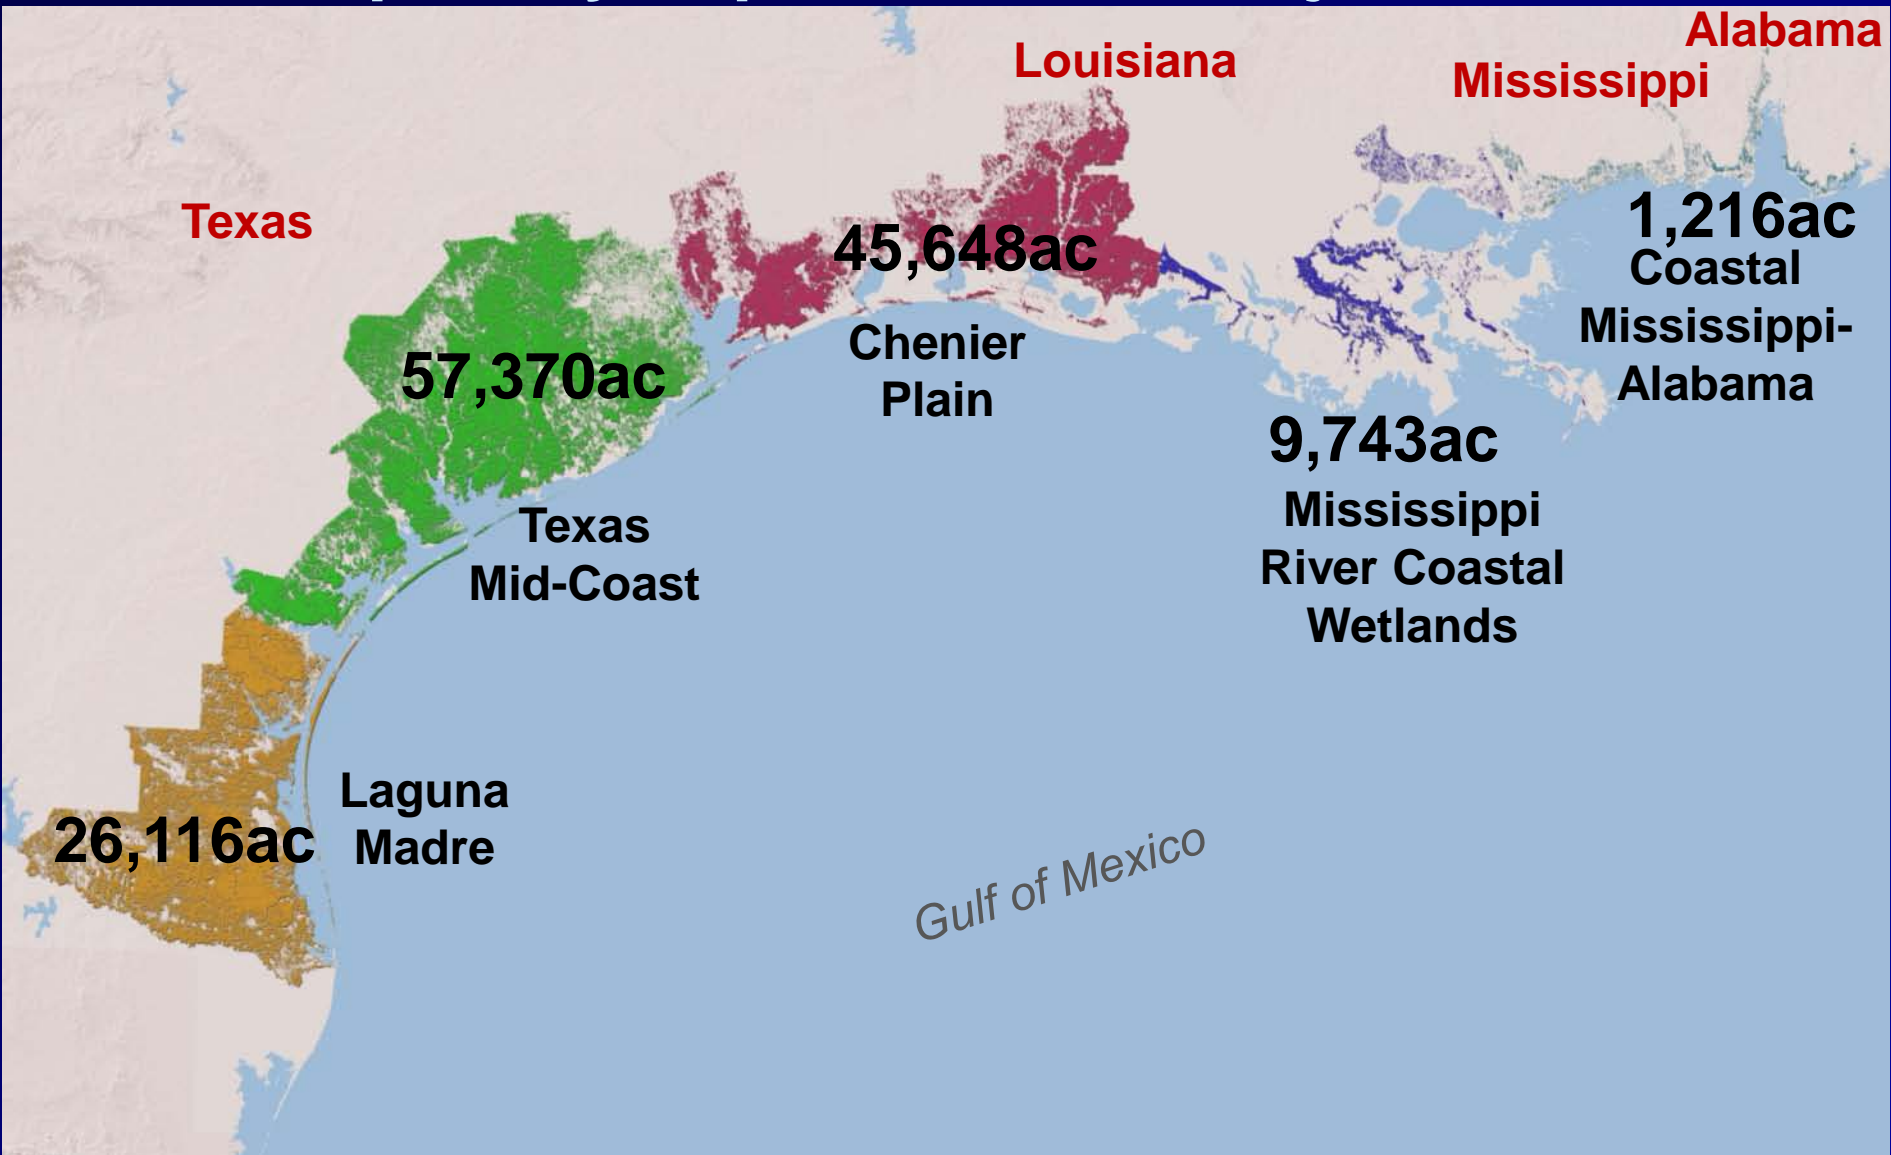 Alabama
Louisiana
Mississippi
Texas
1,216ac
Coastal
Mississippi-
Alabama
45,648ac
Chenier
Plain
57,370ac
9,743ac
Mississippi
River Coastal
Wetlands
Texas
Mid-Coast
26,116ac
Laguna
Madre
Gulf of Mexico